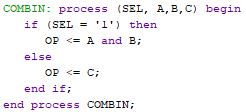 COMBIN: process (SEL, A,B,C) begin
if (SEL = '1') then
OP <= A and B;
else
OP <= C;
end if;
end process COMBIN;